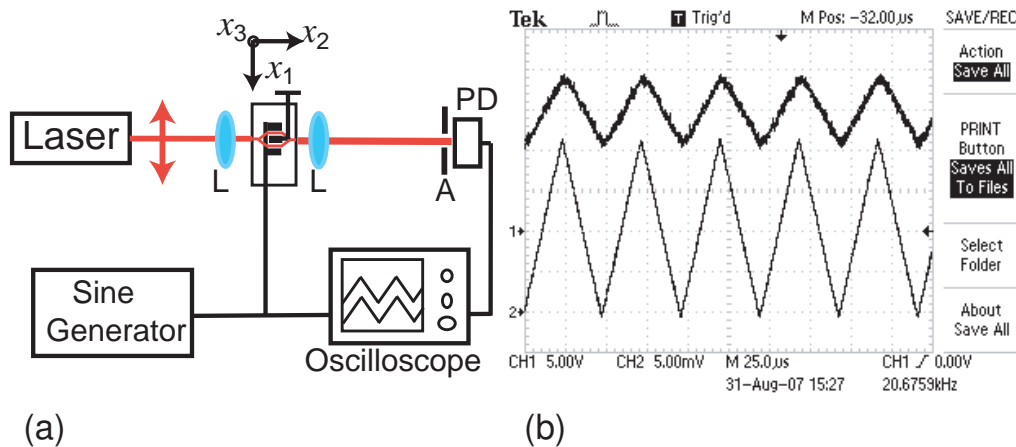 x3
x2
x1
Laser
L
L
A
PD
Sine
Generator
Oscilloscope
(a)
Tek
T Trig'd
M Pos: -32.00µs
SAVE/REC
Action
Save All
PRINT
Button
Saves All
To Files
Select
Folder
About
Save All
1
2
CH1 5.00V
CH2 5.00mV
M 25.0µs
CH1 / 0.00V
31-Aug-07 15:27
20.6759kHz
(b)